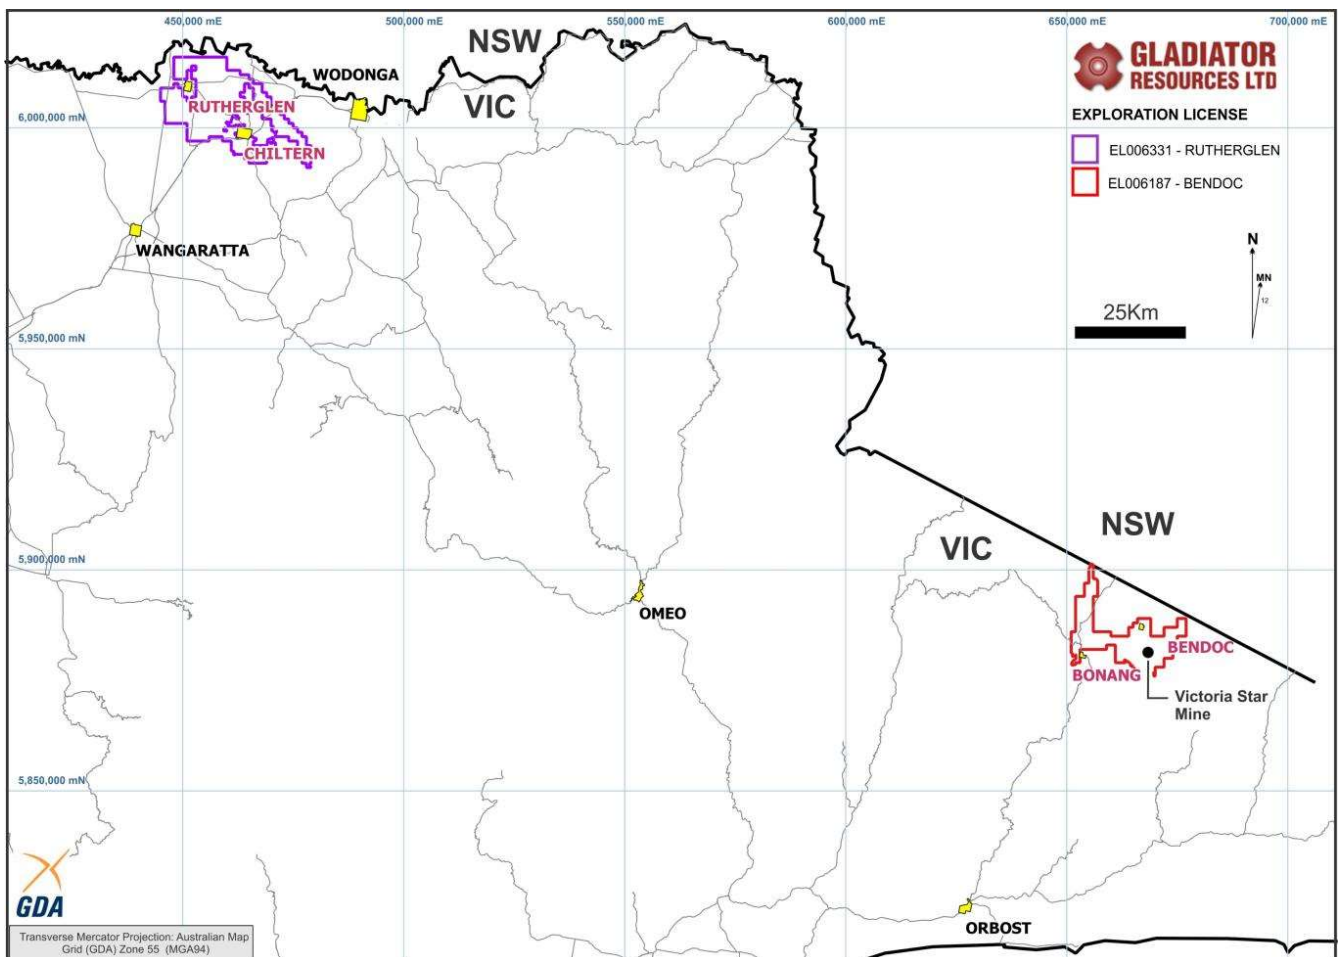 450,000 mE
500,000 mE
550,000 mE
600,000 mE
650,000 mE
700,000 mE
NSW
VIC
GLADIATOR
RESOURCES LTD
EXPLORATION LICENSE
EL006331 - RUTHERGLEN
EL006187 - BENDOC
WODONGA
RUTHERGLEN
6,000,000 mN
CHILTERN
WANGARATTA
N
MN
12
25Km
5,950,000 mN
NSW
VIC
5,900,000 mN
OMEO
BENDOC
BONANG
Victoria Star
Mine
5,850,000 mN
GDA
ORBOST
Transverse Mercator Projection: Australian Map
Grid (GDA) Zone 55 (MGA94)